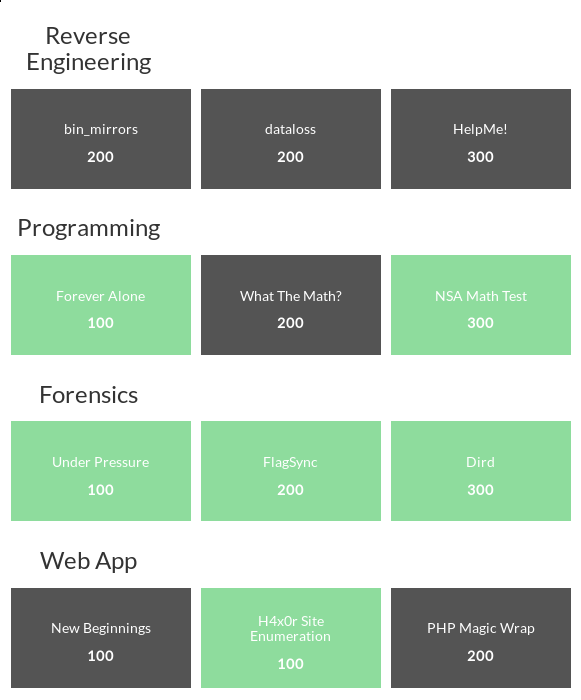 Reverse
Engineering
bin_mirrors
200
dataloss
200
HelpMe!
300
Programming
Forever Alone
100
What The Math?
200
NSA Math Test
300
Forensics
Under Pressure
100
FlagSync
200
Dird
300
Web App
New Beginnings
100
H4x0r Site
Enumeration
100
PHP Magic Wrap
200